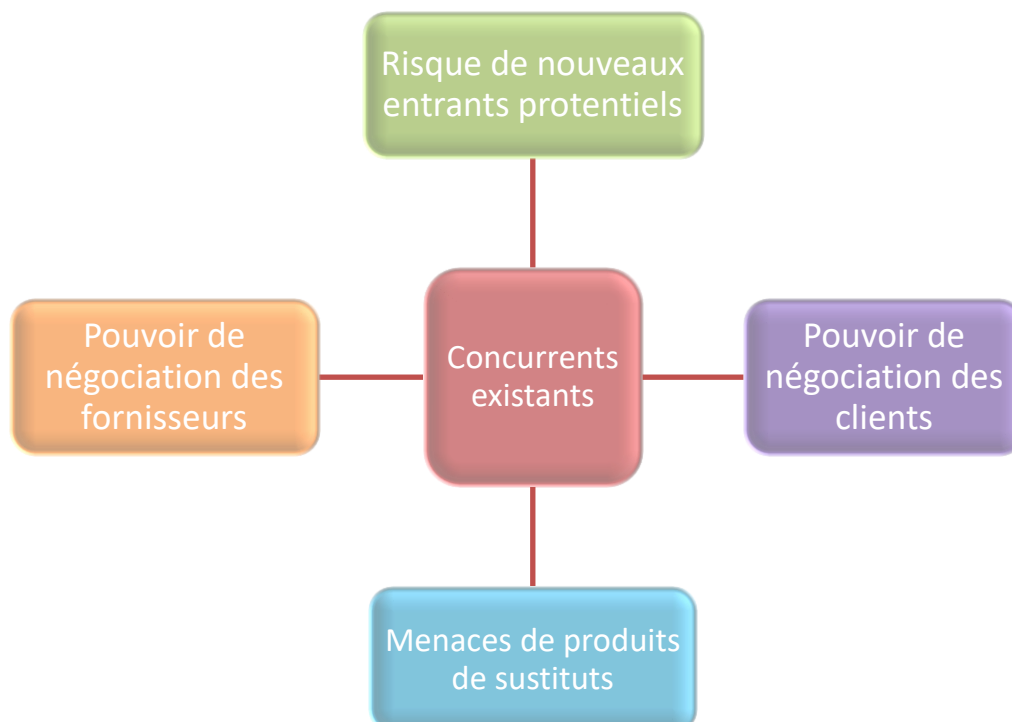 Risque de nouveaux
entrants protentiels
Pouvoir de
négociation des
fornisseurs
Concurrents
existants
Pouvoir de
négociation des
clients
Menaces de produits
de sustituts